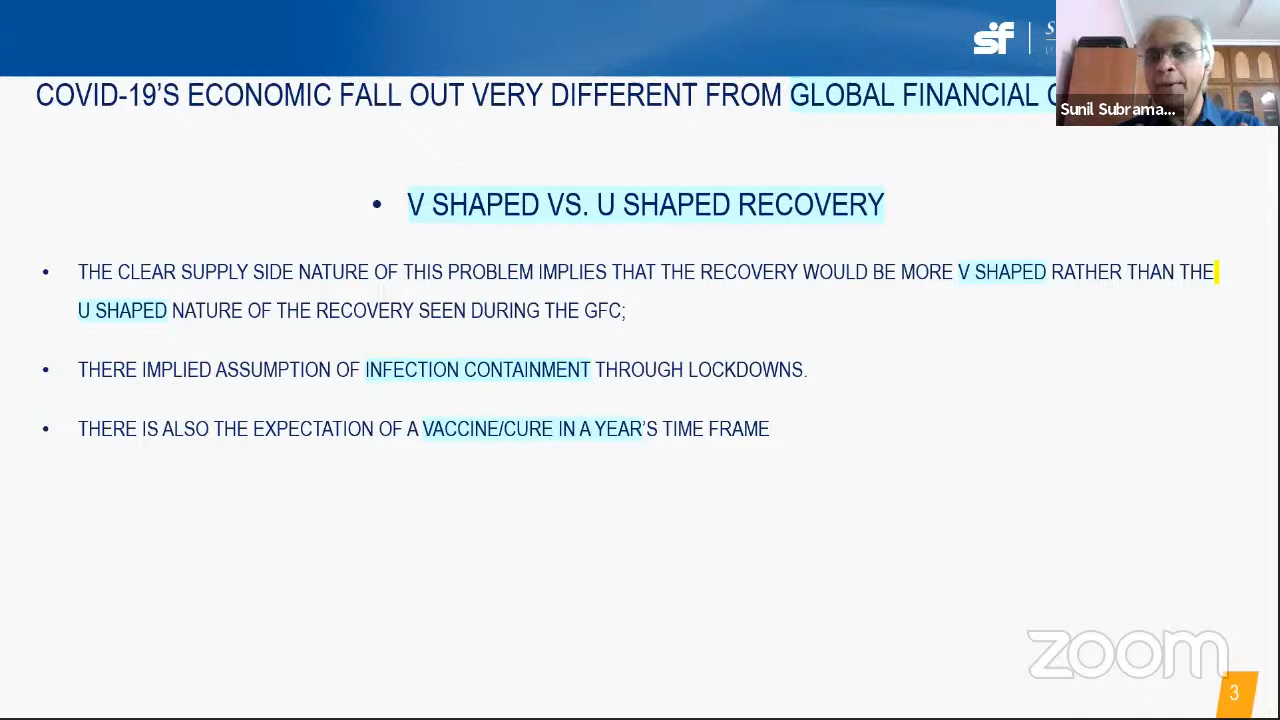 sf
COVID-19'S ECONOMIC FALL OUT VERY DIFFERENT FROM GLOBAL FINANCIAL
Sunil Subrama...
• V SHAPED VS. U SHAPED RECOVERY
• THE CLEAR SUPPLY SIDE NATURE OF THIS PROBLEM IMPLIES THAT THE RECOVERY WOULD BE MORE V SHAPED RATHER THAN THE
U SHAPED NATURE OF THE RECOVERY SEEN DURING THE GFC;
• THERE IMPLIED ASSUMPTION OF INFECTION CONTAINMENT THROUGH LOCKDOWNS.
• THERE IS ALSO THE EXPECTATION OF A VACCINE/CURE IN A YEAR'S TIME FRAME
zoom
3